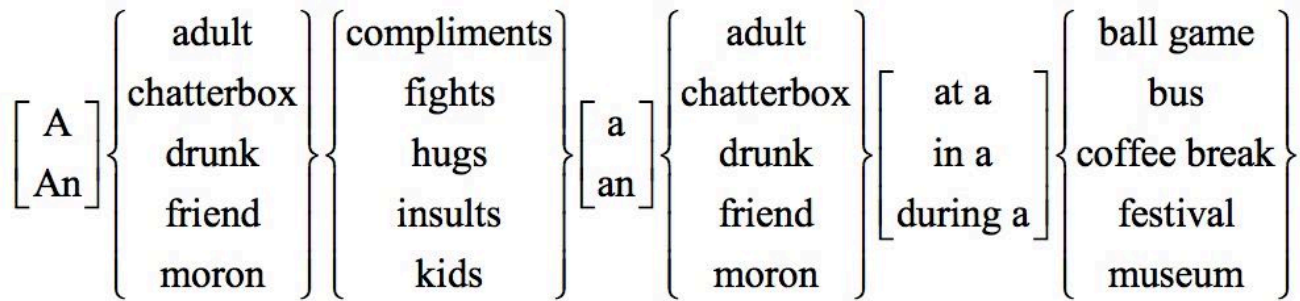 A
An
adult
chatterbox
drunk
friend
moron
compliments
fights
hugs
insults
kids
a
an
adult
chatterbox
drunk
friend
moron
at a
in a
during a
ball game
bus
coffee break
festival
museum